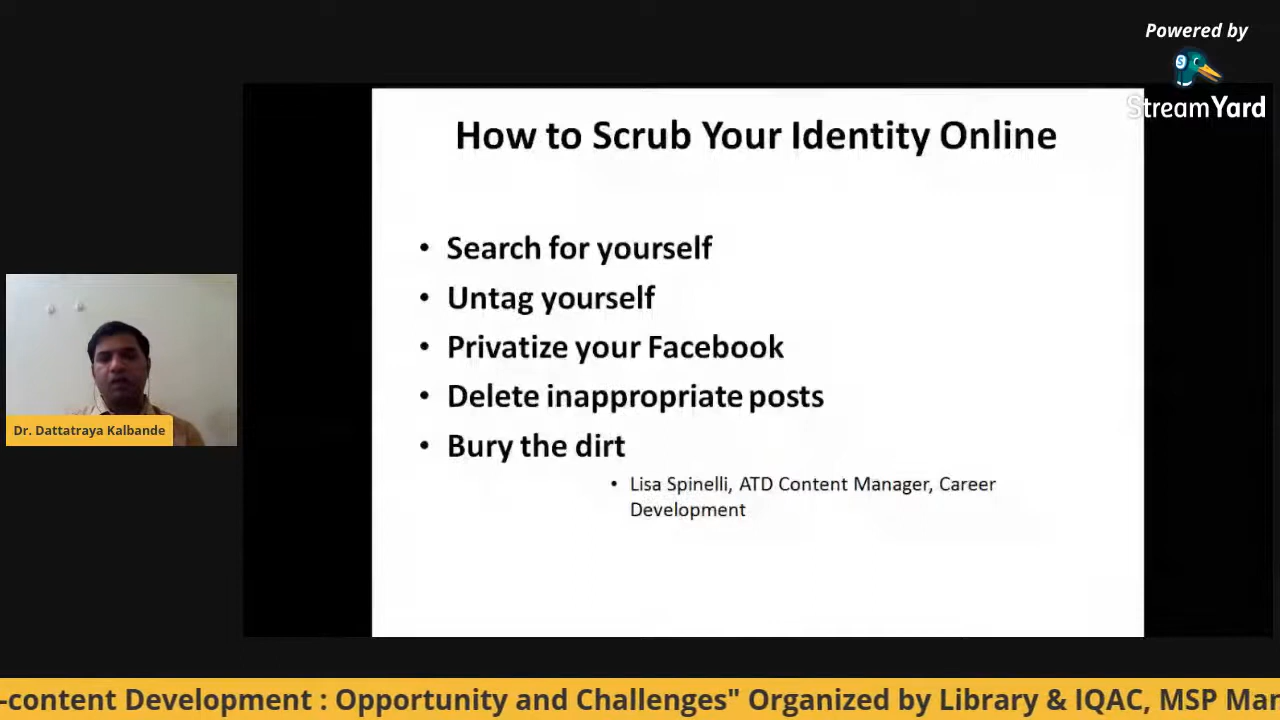 Powered by
StreamYard
How to Scrub Your Identity Online
• Search for yourself
• Untag yourself
• Privatize your Facebook
• Delete inappropriate posts
• Bury the dirt
• Lisa Spinelli, ATD Content Manager, Career
Development
Dr. Dattatraya Kalbande
-content Development : Opportunity and Challenges" Organized by Library & IQAC, MSP